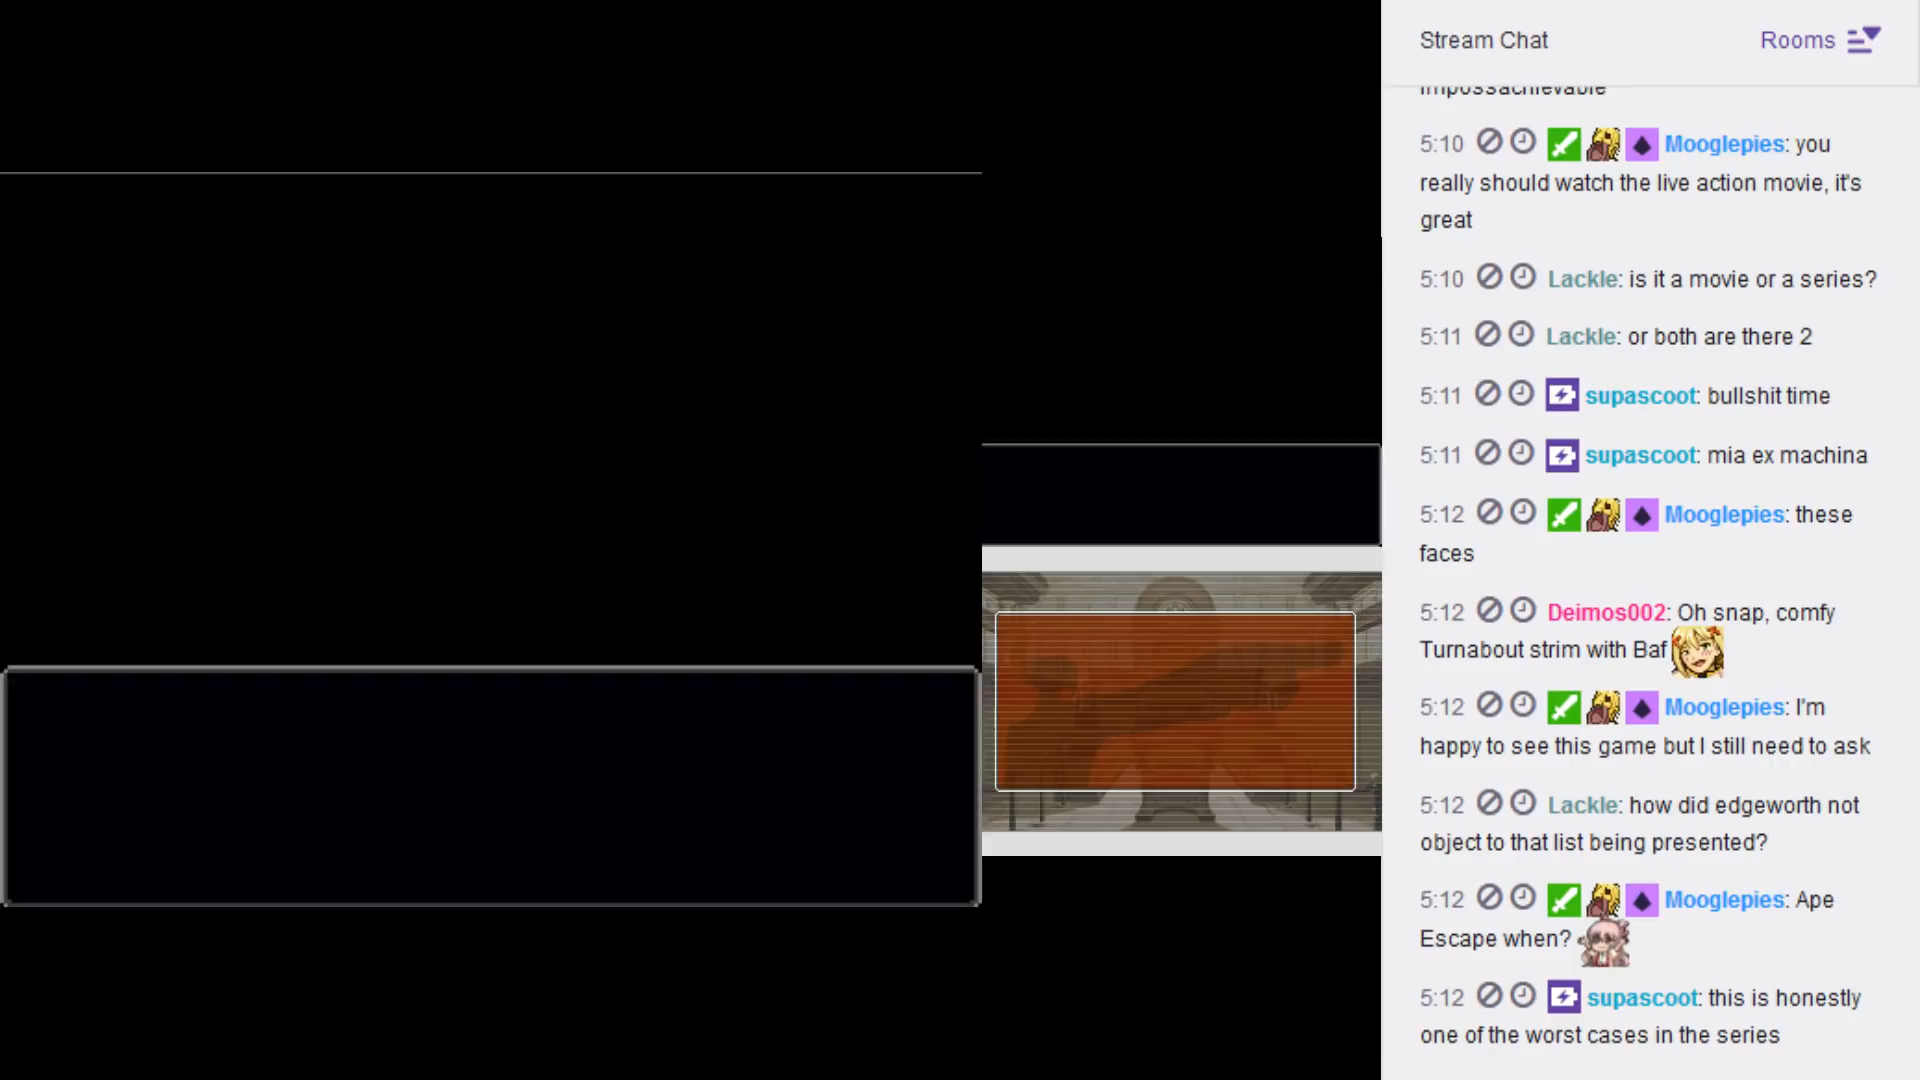 Stream Chat
Rooms
impossachievable
5:10 Mooglepies: you
really should watch the live action movie, it's
great
5:10 Lackle: is it a movie or a series?
5:11 Lackle: or both are there 2
5:11 supascoot: bullshit time
5:11 supascoot: mia ex machina
5:12 Mooglepies: these
faces
5:12 Deimos002: Oh snap, comfy
Turnabout strim with Baf
5:12 Mooglepies: I'm
happy to see this game but I still need to ask
5:12 Lackle: how did edgeworth not
object to that list being presented?
5:12 Mooglepies: Ape
Escape when?
5:12 supascoot: this is honestly
one of the worst cases in the series